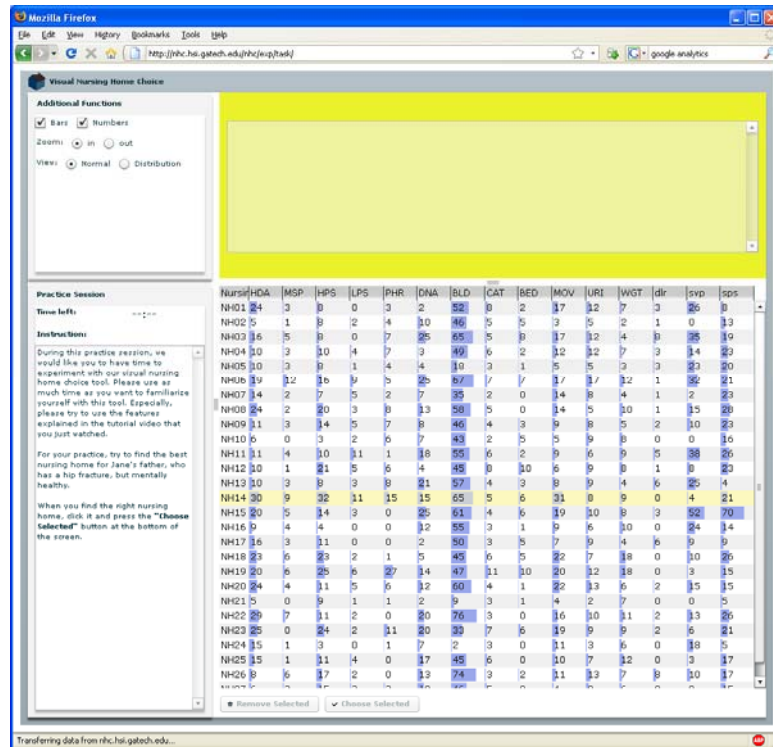 Mozilla Firefox
File Edit View History Bookmarks Tools Help
http://nhc.hsi.gatech.edu/nhc/exp/task/
google analytics
Visual Nursing Home Choice
Additional Functions
Bars Numbers
Zoom: in out
View: Normal Distribution
Practice Session
Time left: --:--
Instruction:
During this practice session, we
would like you to have time to
experiment with our visual nursing
home choice tool. Please use as
much time as you want to familiarize
yourself with this tool. Especially,
please try to use the features
explained in the tutorial video that
you just watched.
For your practice, try to find the best
nursing home for Jane's father, who
has a hip fracture, but mentally
healthy.
When you find the right nursing
home, click it and press the "Choose
Selected" button at the bottom of
the screen.
Nursin HDA MSP HPS LPS PHR DNA BLD CAT BED MOV URI WGT dlr svp sps
NH01 24 3 8 0 3 2 52 8 2 17 12 7 3 26 8
NH02 5 1 8 2 4 10 46 5 5 3 5 2 1 0 13
NH03 16 5 8 0 7 25 65 5 8 17 12 4 8 35 19
NH04 10 3 10 4 7 3 49 6 2 12 12 7 3 14 23
NH05 10 3 8 1 4 4 18 3 1 5 5 3 3 23 20
NH06 19 12 16 9 5 25 67 7 7 17 17 12 1 32 21
NH07 14 2 7 5 2 7 35 2 0 14 8 4 1 2 23
NH08 24 2 20 3 8 13 58 5 0 14 5 10 1 15 28
NH09 11 3 14 5 7 8 46 4 3 9 8 5 2 10 23
NH10 6 0 3 2 6 7 43 2 5 5 9 8 0 0 16
NH11 11 4 10 11 1 18 55 6 2 9 6 9 5 38 26
NH12 10 1 21 5 6 4 45 8 10 6 9 8 1 8 23
NH13 10 3 8 3 8 21 57 4 3 8 9 4 6 25 4
NH14 30 9 32 11 15 15 65 5 6 31 8 9 0 4 21
NH15 20 5 14 3 0 25 61 4 6 19 10 8 3 52 70
NH16 9 4 4 0 0 12 55 3 1 9 6 10 0 24 14
NH17 16 3 11 0 0 2 50 3 5 7 9 4 6 9 9
NH18 23 6 23 2 1 5 45 6 5 22 7 18 0 10 26
NH19 20 6 25 6 27 14 47 11 10 20 12 18 0 3 15
NH20 24 4 11 5 6 12 60 4 1 22 13 6 2 15 15
NH21 5 0 9 1 1 2 9 3 1 4 2 7 0 0 5
NH22 29 7 11 2 0 20 76 3 0 16 10 11 2 13 26
NH23 25 0 24 2 11 20 33 7 6 19 9 9 2 6 21
NH24 15 1 3 0 1 7 2 3 0 11 3 6 0 18 5
NH25 15 1 11 4 0 17 45 6 0 10 7 12 0 3 17
NH26 8 6 17 2 0 13 74 3 2 11 13 7 8 10 17
Remove Selected Choose Selected
Transferring data from nhc.hsi.gatech.edu...
ABP